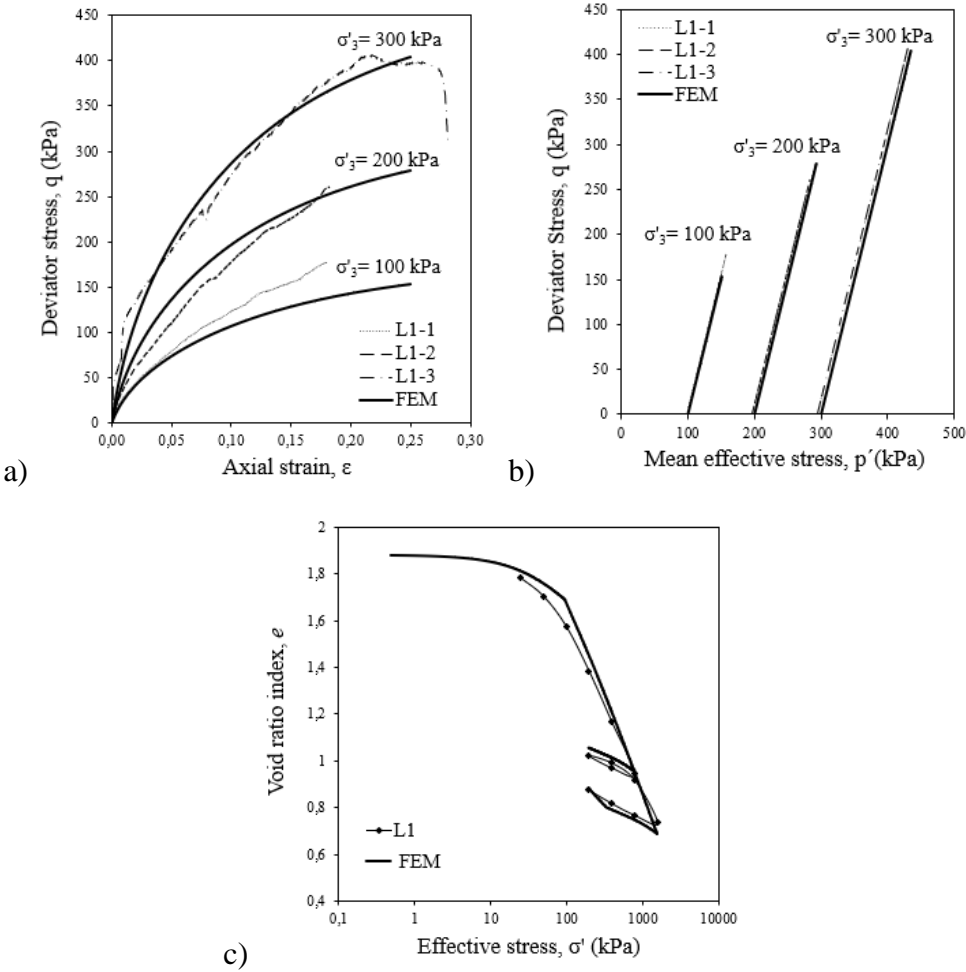 450
400
350
300
250
200
150
100
50
0
0,00 0,05 0,10 0,15 0,20 0,25 0,30
Deviator stress, q (kPa)
Axial strain, ε
σ'3= 300 kPa
σ'3= 200 kPa
σ'3= 100 kPa
L1-1
L1-2
L1-3
FEM
a)
450
400
350
300
250
200
150
100
50
0
0 100 200 300 400 500
Deviator Stress, q (kPa)
Mean effective stress, p´(kPa)
L1-1
L1-2
L1-3
FEM
σ'3= 300 kPa
σ'3= 200 kPa
σ'3= 100 kPa
b)
2
1,8
1,6
1,4
1,2
1
0,8
0,6
0,4
0,1 1 10 100 1000 10000
Void ratio index, e
Effective stress, σ' (kPa)
L1
FEM
c)